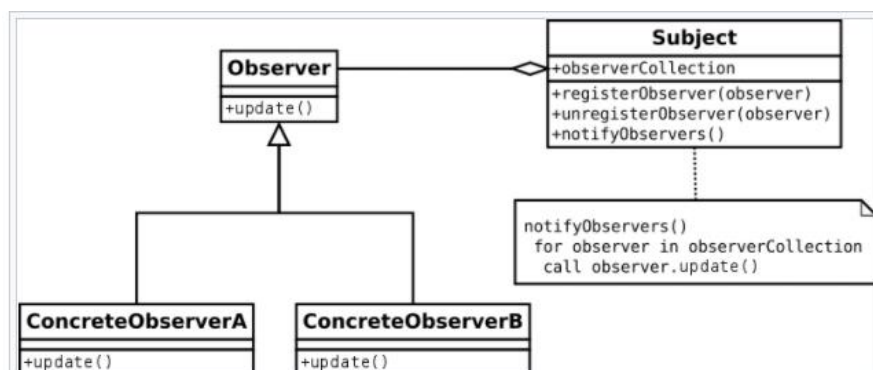 Subject
Observer
+observerCollection
+update()
+registerObserver(observer)
+unregisterObserver(observer)
+notifyObservers()
notifyObservers()
for observer in observerCollection
call observer.update()
ConcreteObserverA
ConcreteObserverB
+update()
+update()